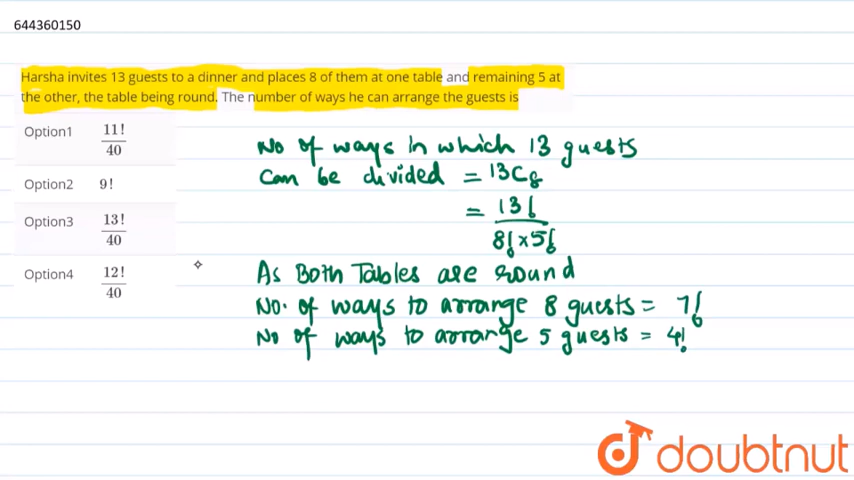 644360150
Harsha invites 13 guests to a dinner and places 8 of them at one table and remaining 5 at
the other, the table being round. The number of ways he can arrange the guests is
Option1 11!/40
Option2 9!
Option3 13!/40
Option4 12!/40
No of ways in which 13 guests
can be divided = 13C8
= 13!/8!x5!
As Both Tables are round
No. of ways to arrange 8 guests = 7!
No of ways to arrange 5 guests = 4!
doubtnut